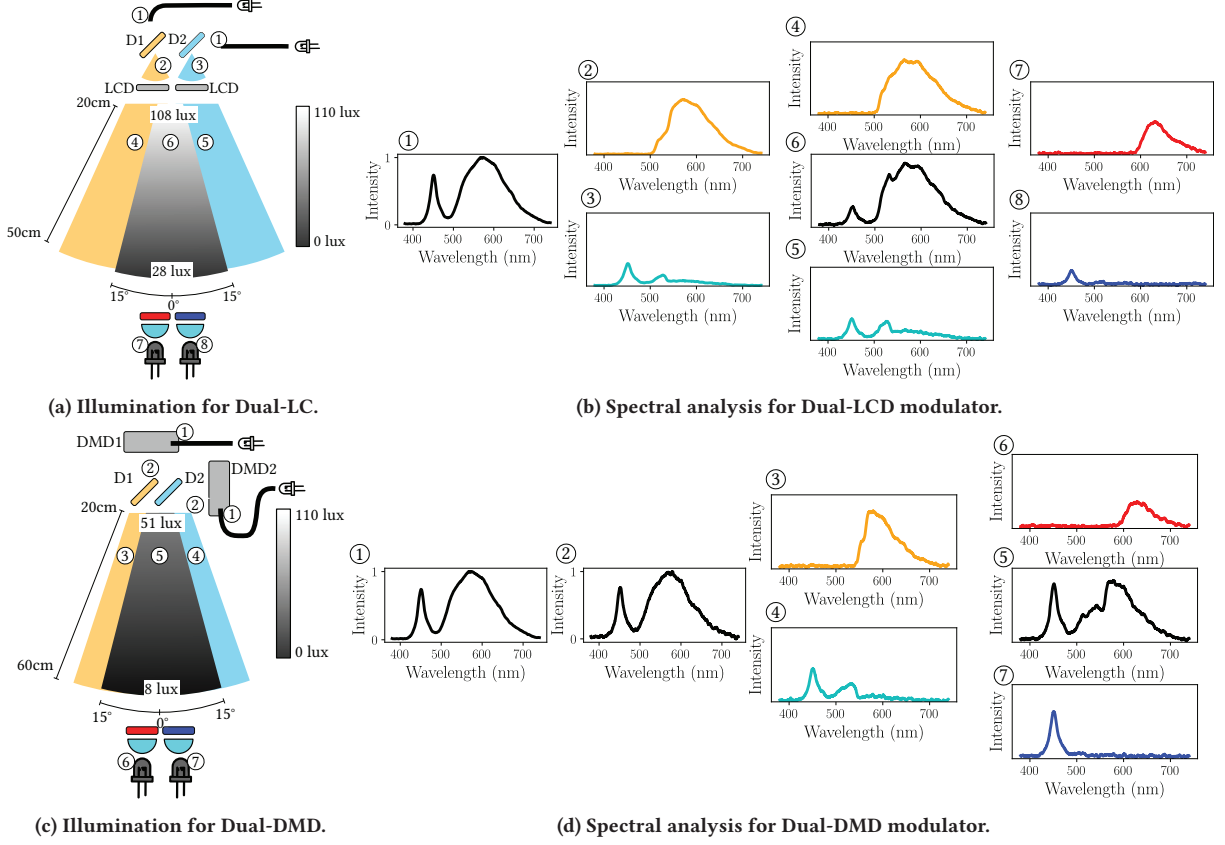 ①
D1
D2
①
②
③
LCD
LCD
20cm
108 lux
110 lux
④
⑥
⑤
50cm
0 lux
28 lux
15°
0°
15°
⑦
⑧
(a) Illumination for Dual-LC.
①
Intensity
1
0
400 500 600 700
Wavelength (nm)
②
Intensity
400 500 600 700
Wavelength (nm)
③
Intensity
400 500 600 700
Wavelength (nm)
④
Intensity
400 500 600 700
Wavelength (nm)
⑥
Intensity
400 500 600 700
Wavelength (nm)
⑤
Intensity
400 500 600 700
Wavelength (nm)
⑦
Intensity
400 500 600 700
Wavelength (nm)
⑧
Intensity
400 500 600 700
Wavelength (nm)
(b) Spectral analysis for Dual-LCD modulator.
DMD1
①
②
D1
D2
DMD2
②
①
20cm
51 lux
110 lux
③
⑤
④
60cm
0 lux
8 lux
15°
0°
15°
⑥
⑦
(c) Illumination for Dual-DMD.
①
Intensity
1
0
400 500 600 700
Wavelength (nm)
②
Intensity
1
0
400 500 600 700
Wavelength (nm)
③
Intensity
400 500 600 700
Wavelength (nm)
④
Intensity
400 500 600 700
Wavelength (nm)
⑥
Intensity
400 500 600 700
Wavelength (nm)
⑤
Intensity
400 500 600 700
Wavelength (nm)
⑦
Intensity
400 500 600 700
Wavelength (nm)
(d) Spectral analysis for Dual-DMD modulator.